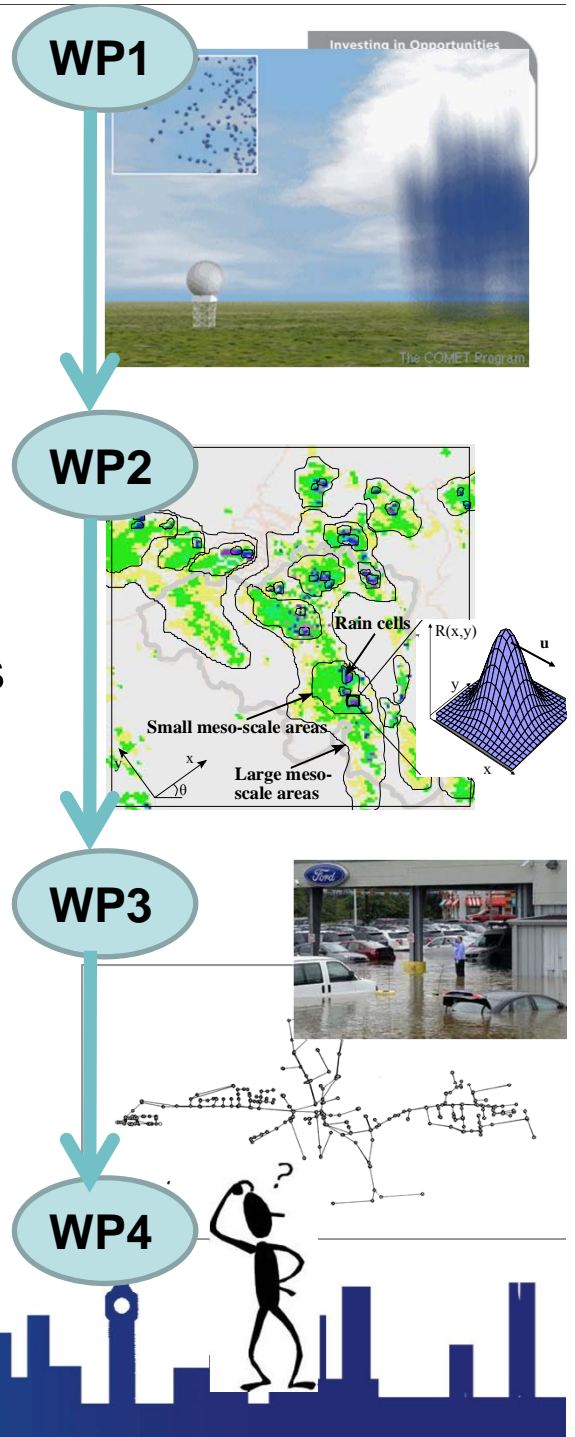 WP1
Investing in Opportunities
The COMET Program
WP2
Rain cells
R(x,y)
u
y
x
s
Small meso-scale areas
Large meso-
scale areas
y
x
θ
WP3
Ford
?
WP4